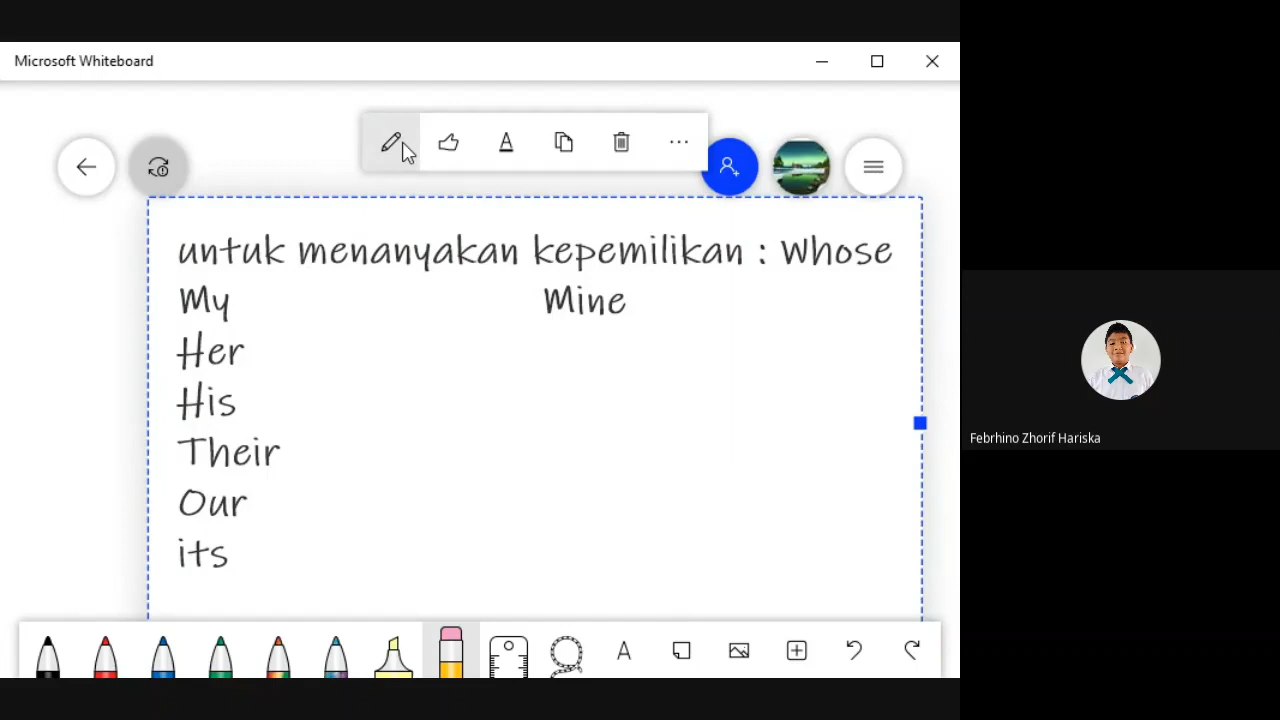 Microsoft Whiteboard
untuk menanyakan kepemilikan : Whose
My Mine
Her
His
Their
Our
its
Febrhino Zhorif Hariska